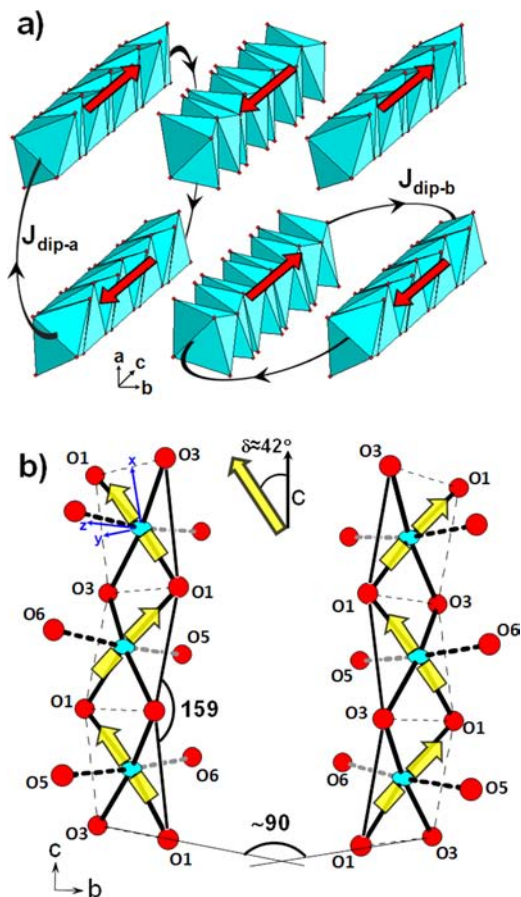 a)
J dip-a
J dip-b
a
c
b
b)
δ≈42°
C
O1
O3
x
z
y
O3
O1
O6
O5
O1
159
O5
O6
O3
O1
~90
c
b
O3
O1
O1
O3
O5
O6
O3
O1
O6
O5
O1
O3